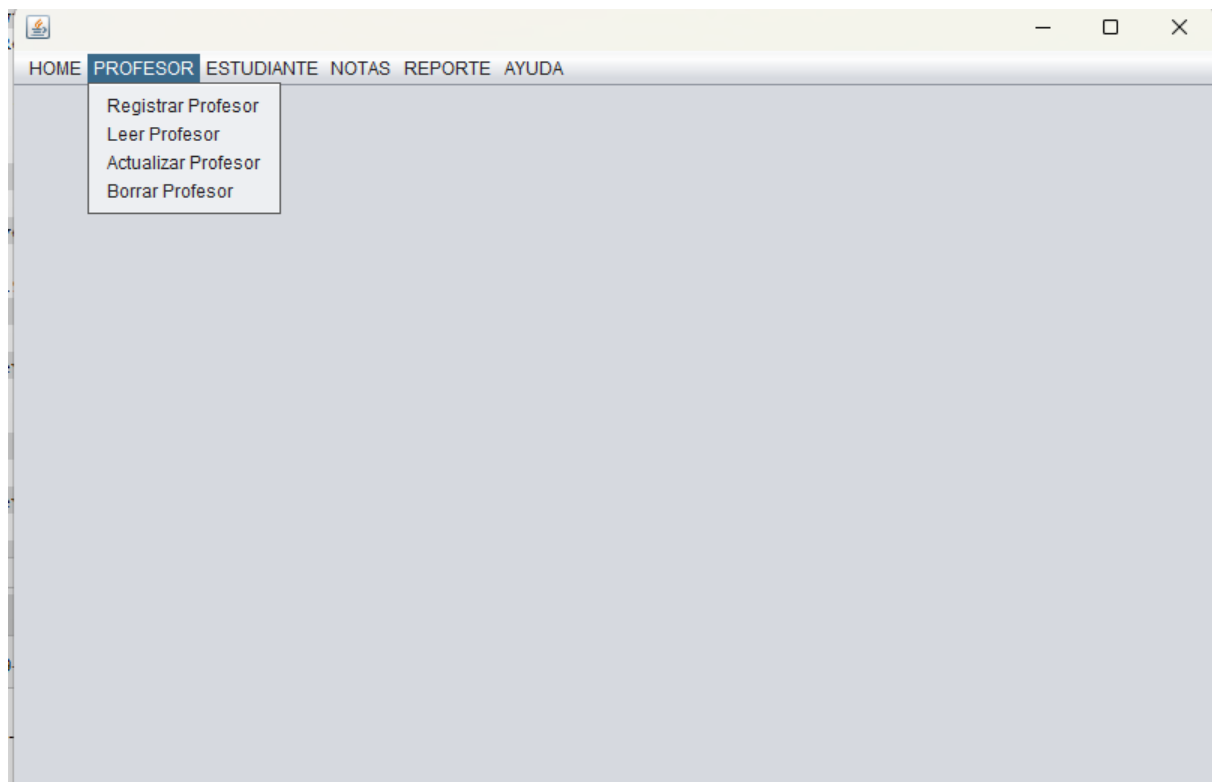 HOME PROFESOR ESTUDIANTE NOTAS REPORTE AYUDA
Registrar Profesor
Leer Profesor
Actualizar Profesor
Borrar Profesor